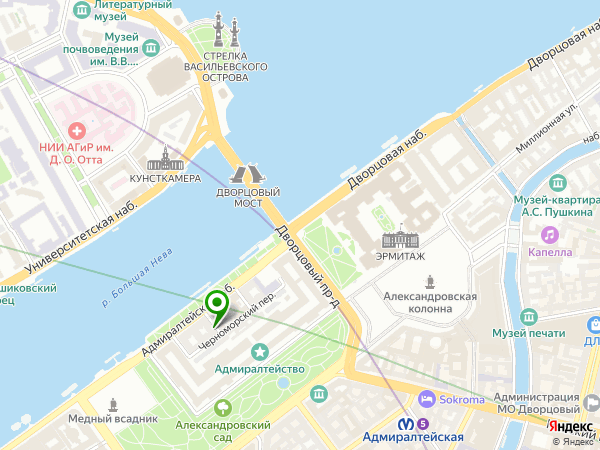 Литературный
музей
Музей
почвоведения
им. В.В....
СТРЕЛКА
ВАСИЛЬЕВСКОГО
ОСТРОВА
Дворцовая наб.
Миллионная ул.
наб.
НИИ АГиР им.
Д. О. Отта
КУНСТКАМЕРА
ДВОРЦОВЫЙ
МОСТ
Дворцовая наб.
Музей-квартира
А.С. Пушкина
Капелла
Университетская наб.
Дворцовый пр-д
ЭРМИТАЖ
р. Большая Нева
шиковский
рец
Александровская
колонна
Адмиралтейская наб.
Черноморский пер.
Музей печати
ДЛ
Адмиралтейство
Медный всадник
Александровский
сад
Sokroma
5
Адмиралтейская
Администрация
МО Дворцовый
Яндекс
© Яндекс